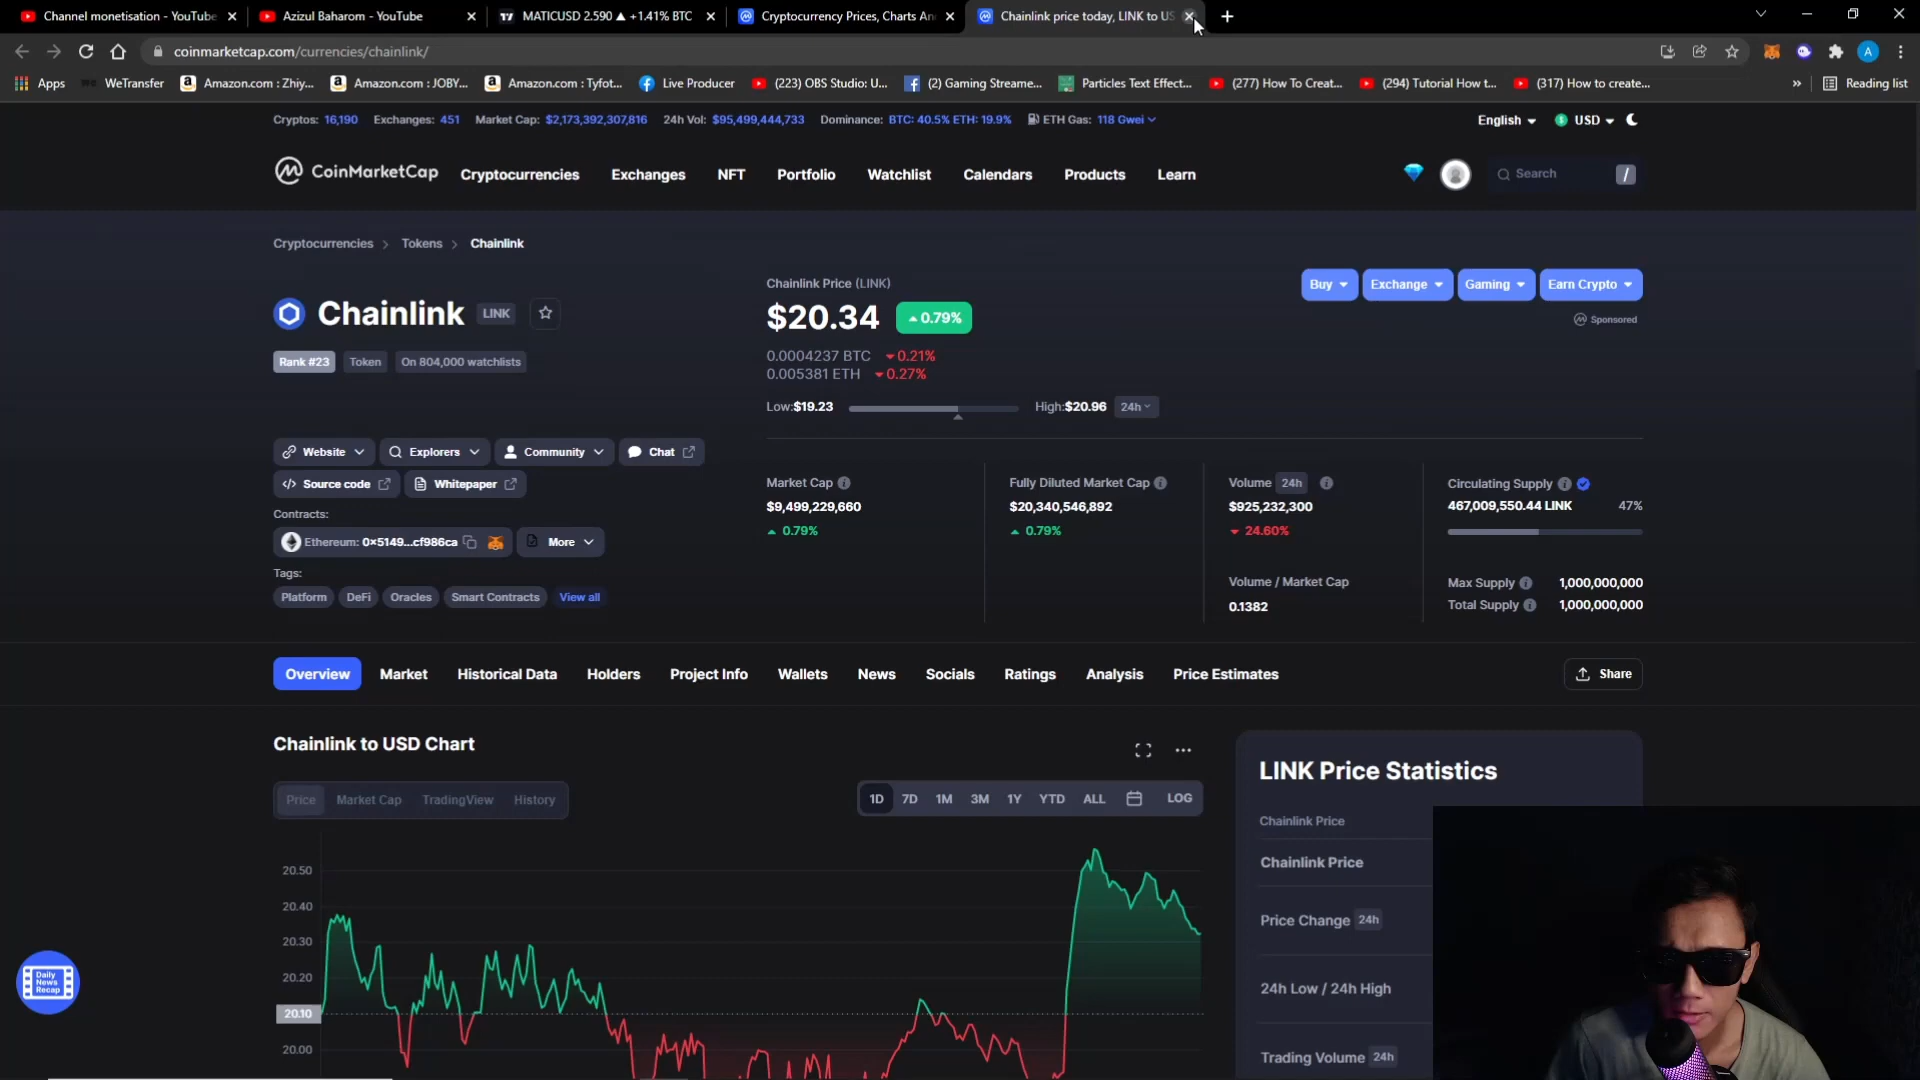 Channel monetisation - YouTube
Azizul Baharom - YouTube
MATICUSD 2.590 ▲ +1.41% BTC
Cryptocurrency Prices, Charts An
Chainlink price today, LINK to US
coinmarketcap.com/currencies/chainlink/
A
Apps
WeTransfer
Amazon.com : Zhiy...
Amazon.com : JOBY...
Amazon.com : Tyfot...
Live Producer
(223) OBS Studio: U...
(2) Gaming Streame...
Particles Text Effect...
(277) How To Creat...
(294) Tutorial How t...
(317) How to create...
»
Reading list
Cryptos: 16,190 Exchanges: 451 Market Cap: $2,173,392,307,816 24h Vol: $95,499,444,733 Dominance: BTC: 40.5% ETH: 19.9% ETH Gas: 118 Gwei
English USD
CoinMarketCap
Cryptocurrencies Exchanges NFT Portfolio Watchlist Calendars Products Learn
Search /
Cryptocurrencies > Tokens > Chainlink
Chainlink LINK
Rank #23 Token On 804,000 watchlists
Chainlink Price (LINK)
$20.34 0.79%
0.0004237 BTC 0.21%
0.005381 ETH 0.27%
Low:$19.23 High:$20.96 24h
Buy Exchange Gaming Earn Crypto
Sponsored
Website Explorers Community Chat
Source code Whitepaper
Contracts:
Ethereum: 0x5149...cf986ca More
Tags:
Platform DeFi Oracles Smart Contracts View all
Market Cap
$9,499,229,660
0.79%
Fully Diluted Market Cap
$20,340,546,892
0.79%
Volume 24h
$925,232,300
24.60%
Volume / Market Cap
0.1382
Circulating Supply
467,009,550.44 LINK 47%
Max Supply 1,000,000,000
Total Supply 1,000,000,000
Overview Market Historical Data Holders Project Info Wallets News Socials Ratings Analysis Price Estimates
Share
Chainlink to USD Chart
Price Market Cap TradingView History
1D 7D 1M 3M 1Y YTD ALL LOG
20.50
20.40
20.30
20.20
20.10
20.00
LINK Price Statistics
Chainlink Price
Chainlink Price
Price Change 24h
24h Low / 24h High
Trading Volume 24h
Daily
News
Recap